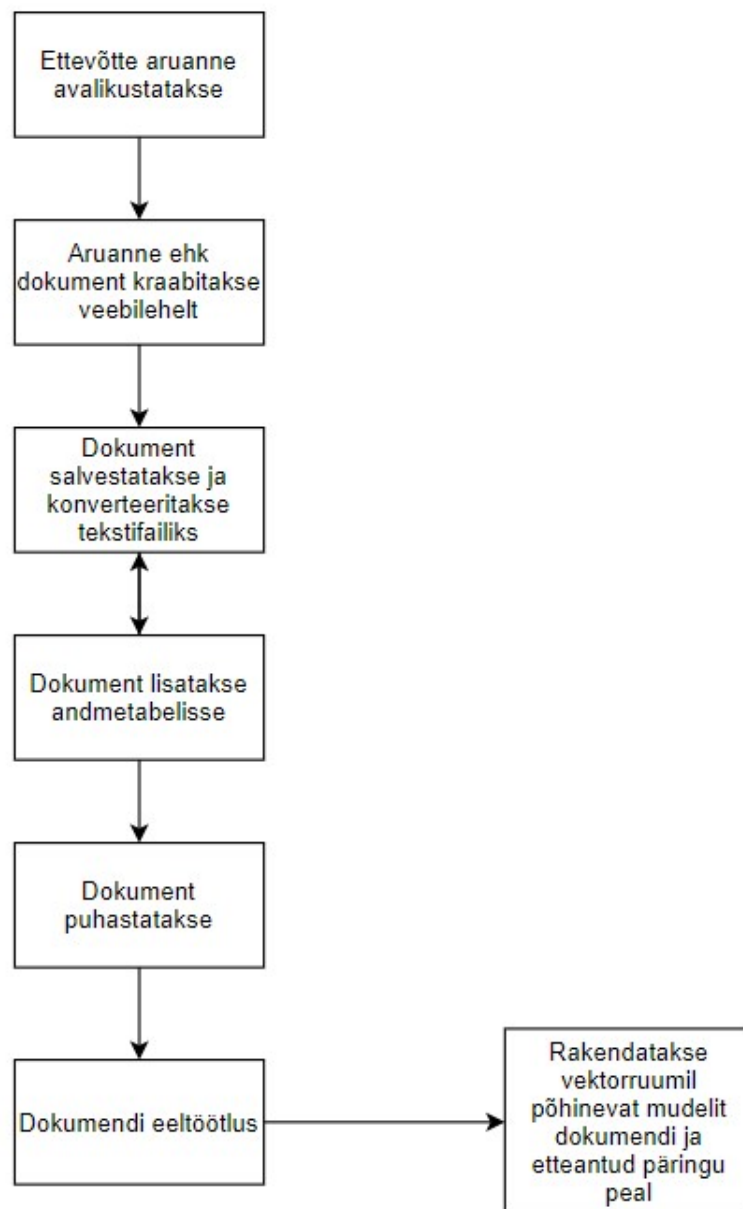 Ettevõtte aruanne
avalikustatakse
Aruanne ehk
dokument kraabitakse
veebilehelt
Dokument
salvestatakse ja
konverteeritakse
tekstifailiks
Dokument lisatakse
andmetabelisse
Dokument
puhastatakse
Dokumendi eeltöötlus
Rakendatakse
vektorruumil
põhinevat mudelit
dokumendi ja
etteantud päringu
peal